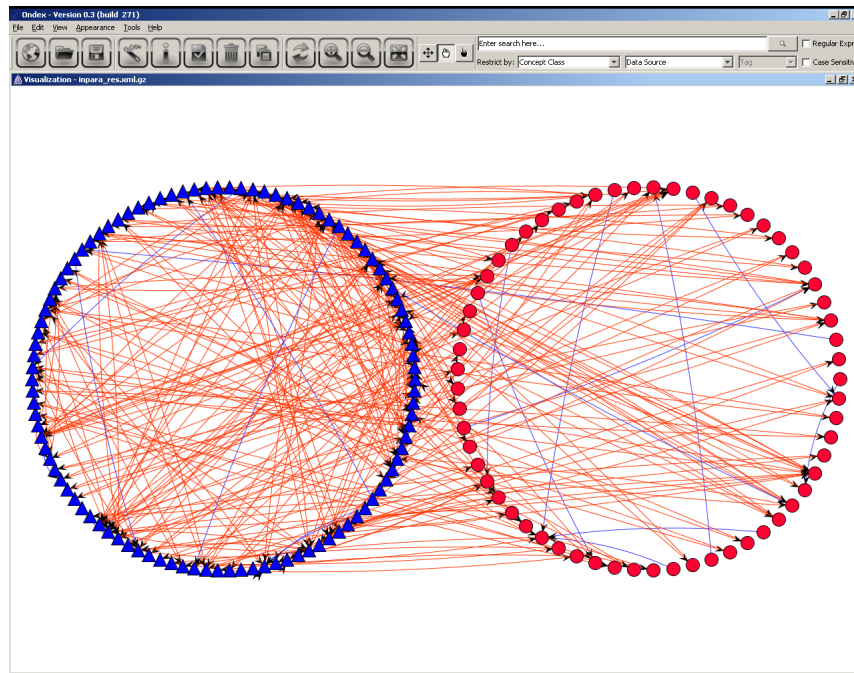 Ondex - Version 0.3 (build 271)
File Edit View Appearance Tools Help
Enter search here...
Regular Expr
Restrict by: Concept Class Data Source Tag Case Sensitiv
Visualization - inpara_res.xml.gz